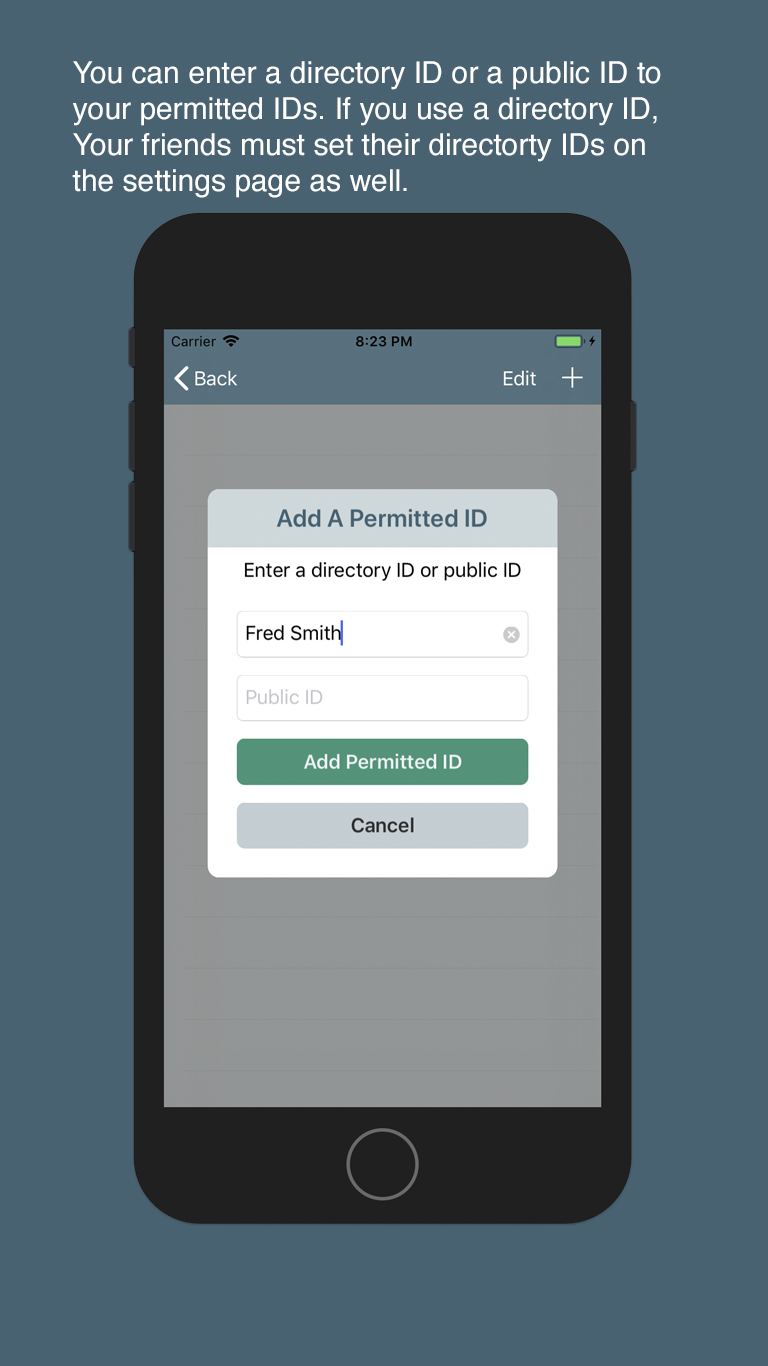 You can enter a directory ID or a public ID to
your permitted IDs. If you use a directory ID,
Your friends must set their directorty IDs on
the settings page as well.
Carrier 8:23 PM
Back Edit
Add A Permitted ID
Enter a directory ID or public ID
Fred Smith
Public ID
Add Permitted ID
Cancel